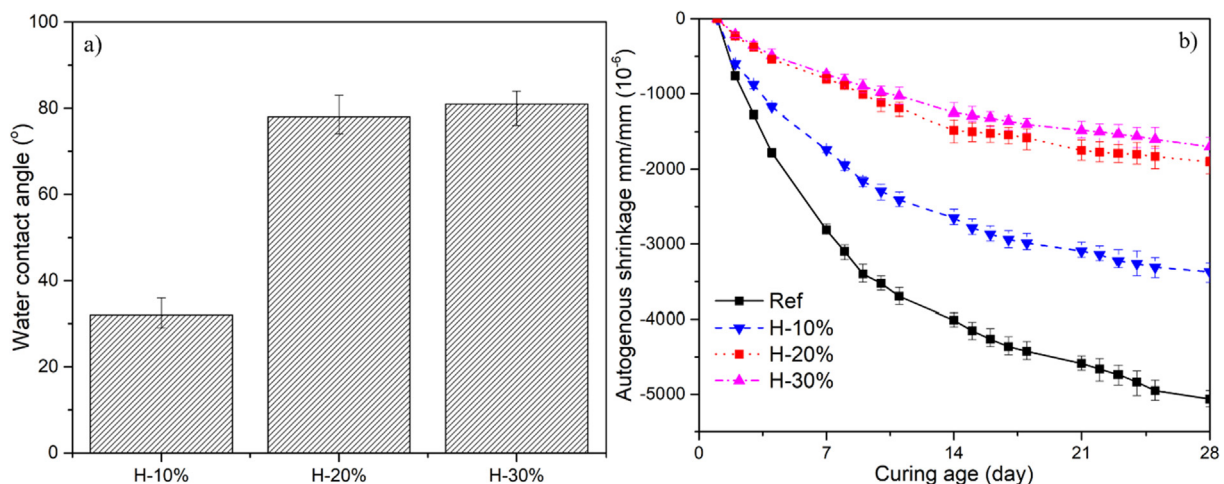 a)
Water contact angle (°)
100
80
60
40
20
0
H-10%
H-20%
H-30%
b)
Autogenous shrinkage mm/mm (10-6)
0
-1000
-2000
-3000
-4000
-5000
Ref
H-10%
H-20%
H-30%
0
7
14
21
28
Curing age (day)